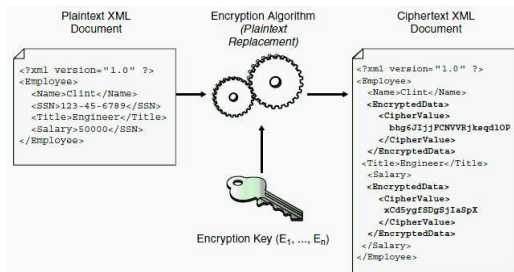 Plaintext XML
Document
<?xml version="1.0" ?>
<Employee>
<Name>Clint</Name>
<SSN>123-45-6789</SSN>
<Title>Engineer</Title>
<Salary>50000</SSN>
</Employee>
Encryption Algorithm
(Plaintext
Replacement)
Encryption Key (E1, ..., En)
Ciphertext XML
Document
<?xml version="1.0" ?>
<Employee>
<Name>Clint</Name>
<EncryptedData>
<CipherValue>
bhg6JIjjFCNVVRjksqdlOP
</CipherValue>
</EncryptedData>
<Title>Engineer</Title>
<Salary>
<EncryptedData>
<CipherValue>
xCd5ygfSDgSjIaSpX
</CipherValue>
</EncryptedData>
</Salary>
</Employee>